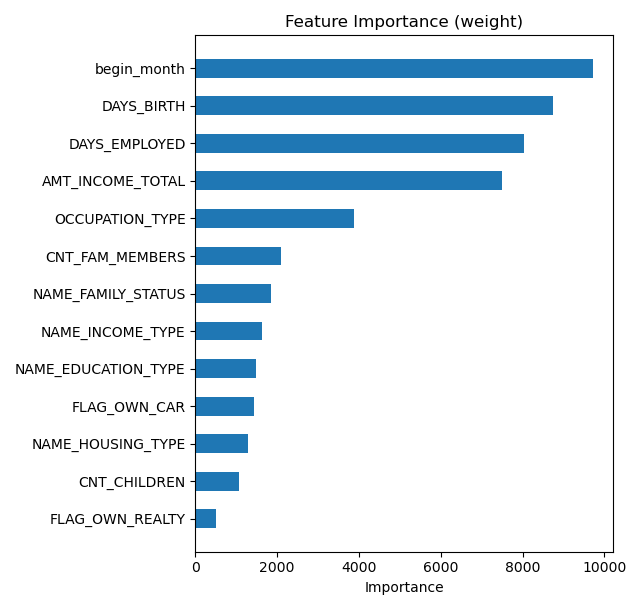 Feature Importance (weight)
begin_month
DAYS_BIRTH
DAYS_EMPLOYED
AMT_INCOME_TOTAL
OCCUPATION_TYPE
CNT_FAM_MEMBERS
NAME_FAMILY_STATUS
NAME_INCOME_TYPE
NAME_EDUCATION_TYPE
FLAG_OWN_CAR
NAME_HOUSING_TYPE
CNT_CHILDREN
FLAG_OWN_REALTY
0 2000 4000 6000 8000 10000
Importance